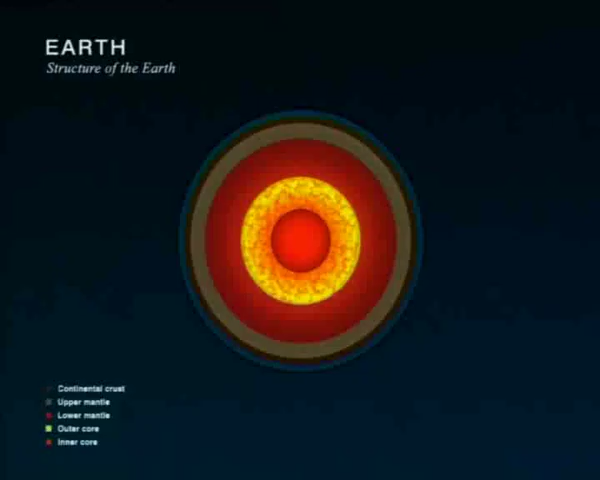 EARTH
Structure of the Earth
Continental crust
Upper mantle
Lower mantle
Outer core
Inner core